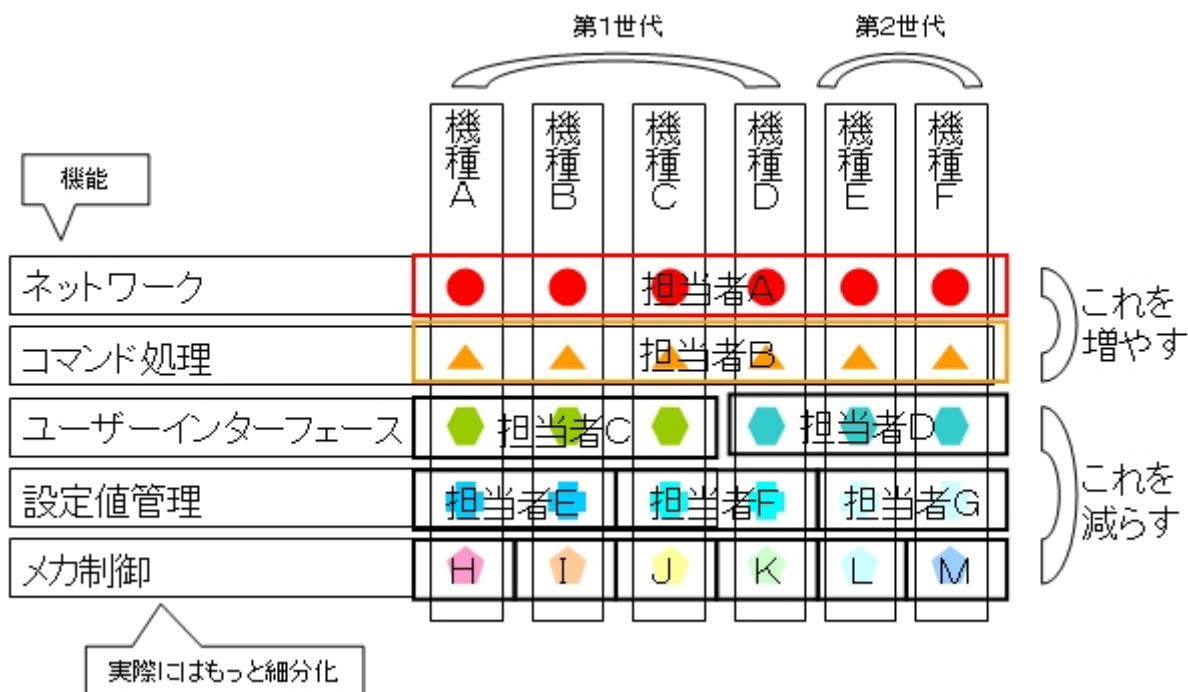 第1世代
第2世代
機種A
機種B
機種C
機種D
機種E
機種F
機能
ネットワーク
担当者A
コマンド処理
担当者B
これを
増やす
ユーザーインターフェース
担当者C
担当者D
設定値管理
担当者E
担当者F
担当者G
これを
減らす
メカ制御
H
I
J
K
L
M
実際にはもっと細分化